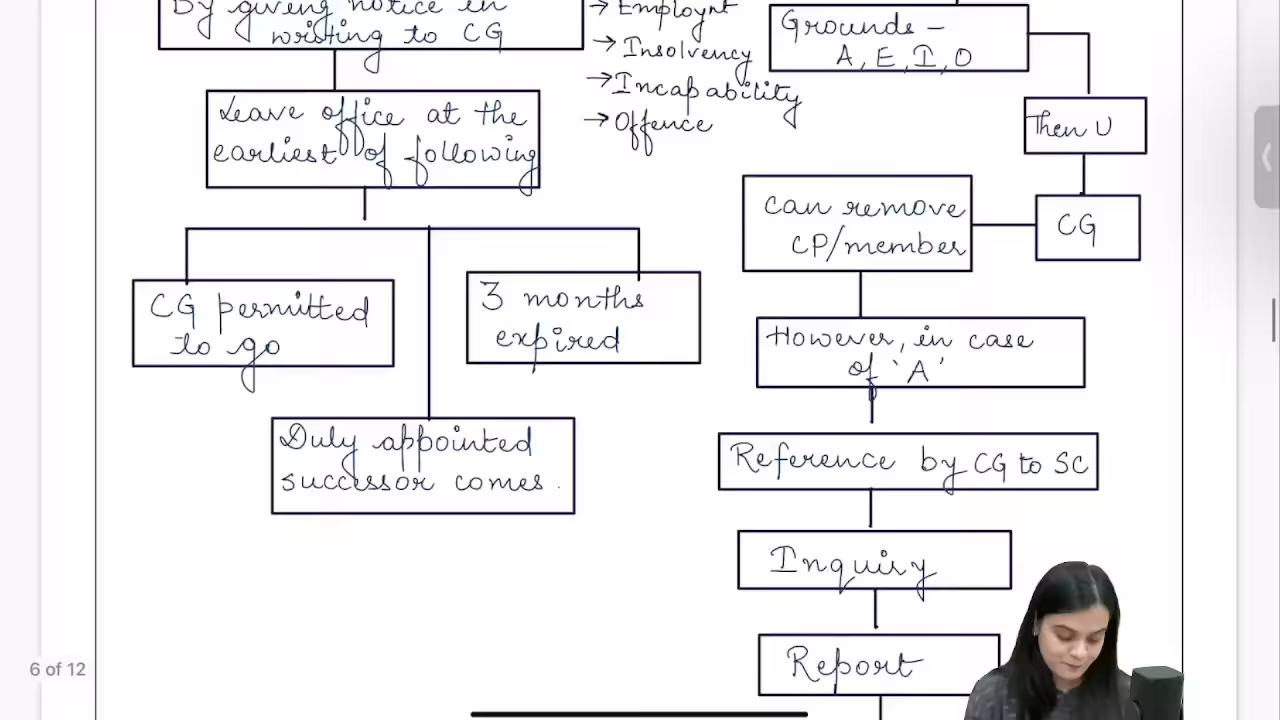 By giving notice in
writing to CG
Leave office at the
earliest of following
CG permitted
to go
3 months
expired
Duly appointed
successor comes.
→ Employnt
→ Insolvency
→ Incapability
→ Offence
Grounds –
A, E, I, O
Then U
CG
can remove
CP/member
However, in case
of 'A'
Reference by CG to SC
Inquiry
Report
6 of 12